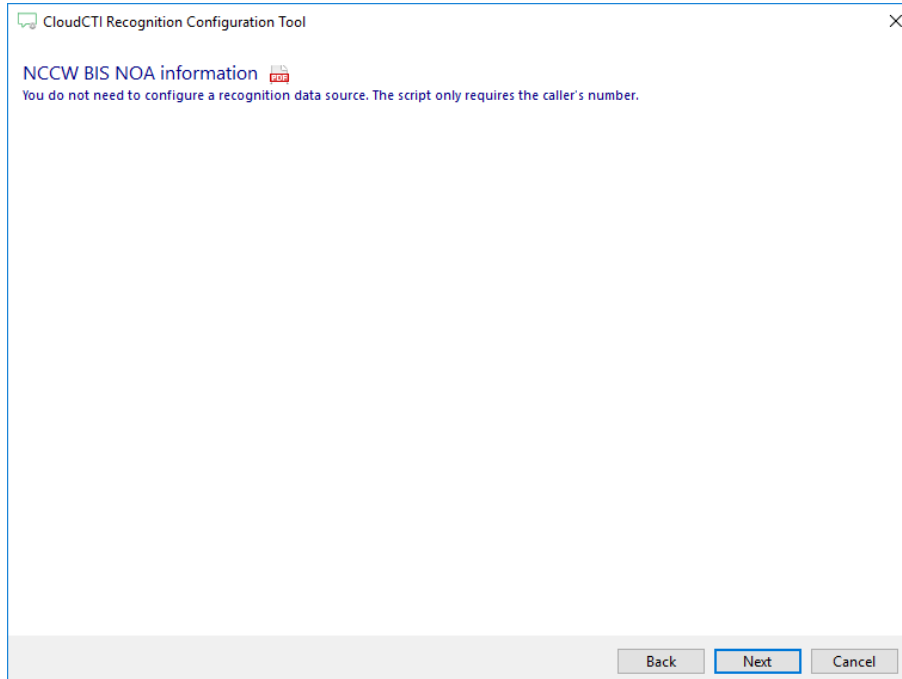 CloudCTI Recognition Configuration Tool
NCCW BIS NOA information PDF
You do not need to configure a recognition data source. The script only requires the caller's number.
Back Next Cancel